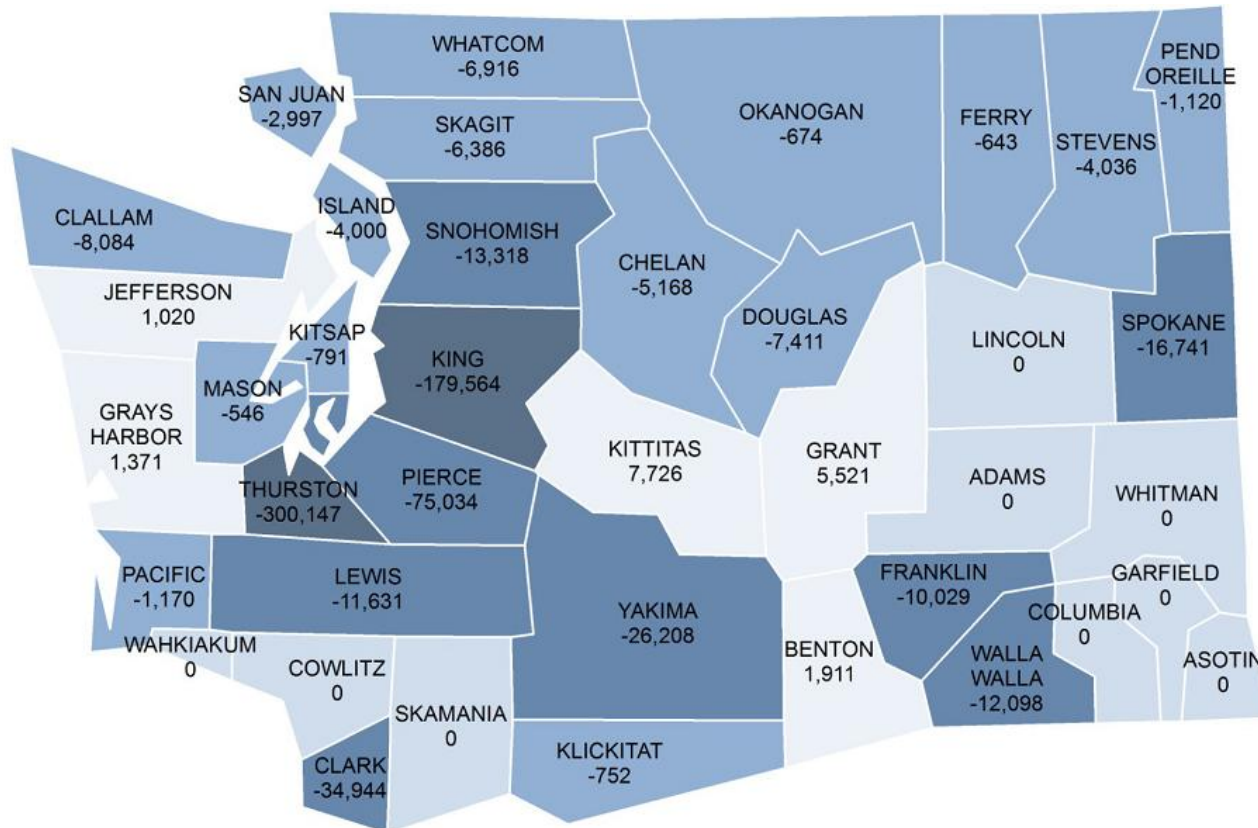 WHATCOM
-6,916
SAN JUAN
-2,997
SKAGIT
-6,386
OKANOGAN
-674
FERRY
-643
STEVENS
-4,036
PEND
OREILLE
-1,120
CLALLAM
-8,084
ISLAND
-4,000
SNOHOMISH
-13,318
CHELAN
-5,168
JEFFERSON
1,020
KITSAP
-791
DOUGLAS
-7,411
LINCOLN
0
SPOKANE
-16,741
KING
-179,564
MASON
-546
GRAYS
HARBOR
1,371
KITTITAS
7,726
GRANT
5,521
THURSTON
-300,147
PIERCE
-75,034
ADAMS
0
WHITMAN
0
PACIFIC
-1,170
LEWIS
-11,631
YAKIMA
-26,208
FRANKLIN
-10,029
GARFIELD
0
COLUMBIA
0
WAHKIAKUM
0
COWLITZ
0
SKAMANIA
0
BENTON
1,911
WALLA
WALLA
-12,098
ASOTIN
0
CLARK
-34,944
KLICKITAT
-752